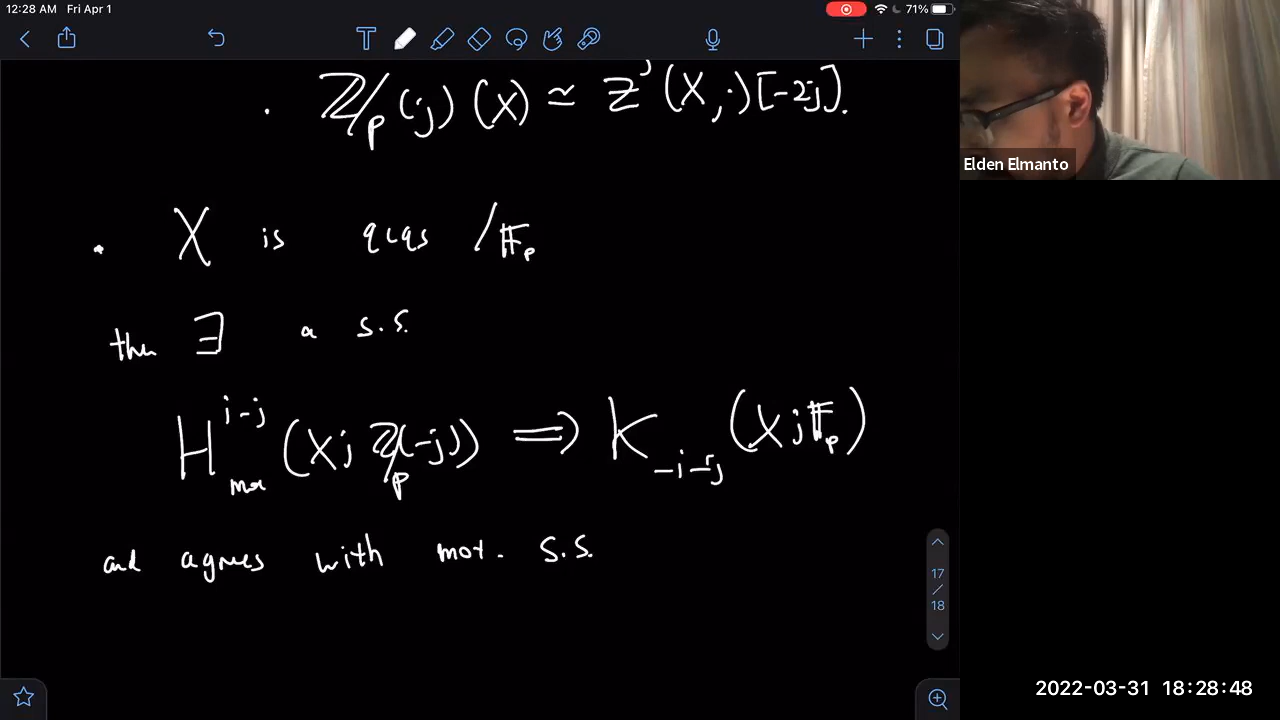 12:28 AM Fri Apr 1
71%
· ℤ/p (j) (X) ≃ z^j (X, ·) [-2j].
Elden Elmanto
· X is qcqs /𝔽_p
then ∃ a s.s.
H^{i-j}_{mot} (X; ℤ/p(-j)) ⟹ K_{-i-j} (X; 𝔽_p)
and agrees with mot. s.s.
17
/
18
2022-03-31 18:28:48